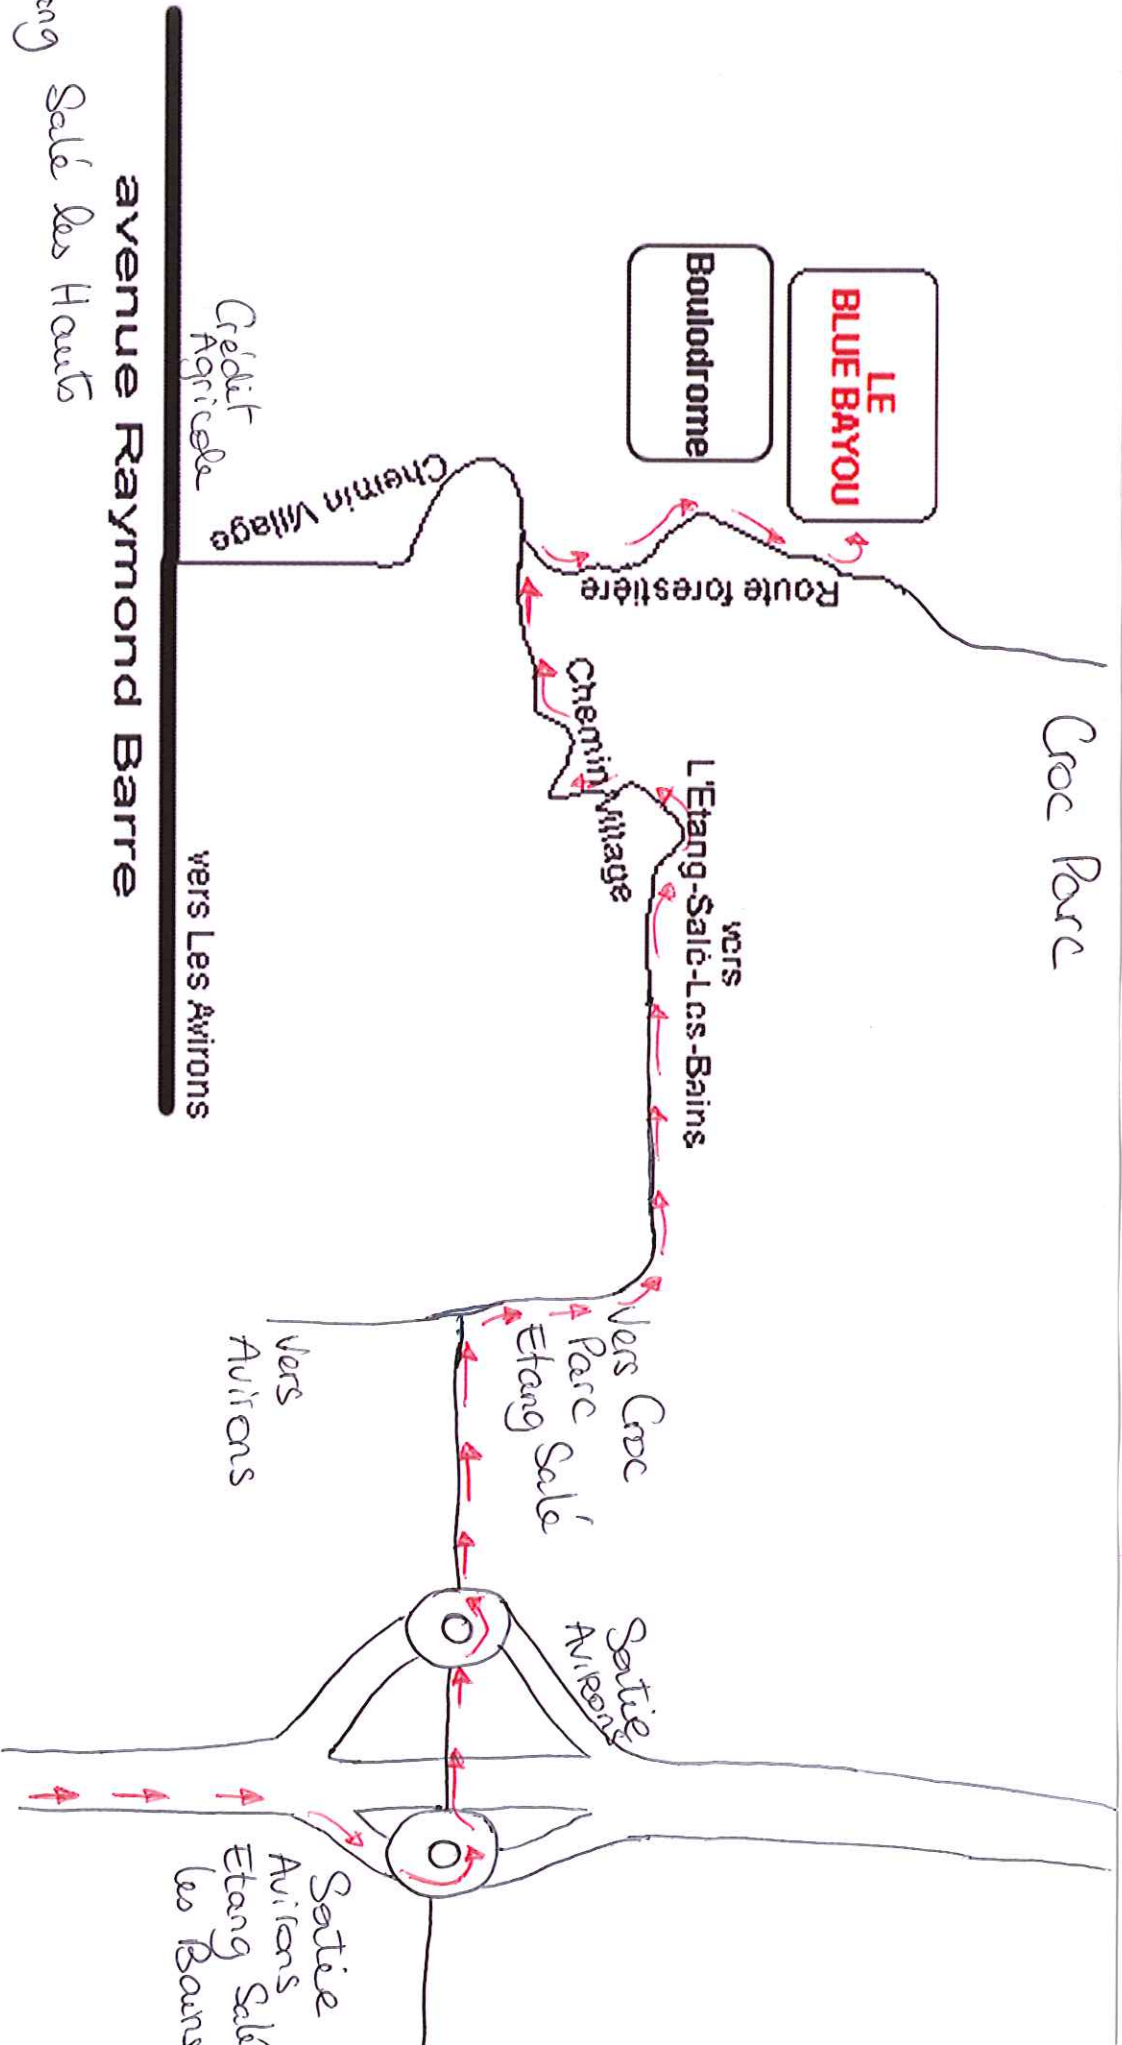 Croc Parc
LE
BLUE BAYOU
Boulodrome
Route forestière
vers
L'Etang-Salé-Les-Bains
Chemin Village
Vers Croc
Parc
Etang Salé
Sortie
AVIRONS
Chemin Village
Crédit
Agricole
vers Les Avirons
avenue Raymond Barre
Salé les Hauts
Vers
Avirons
Sortie
Avirons
Etang Salé
les Bains